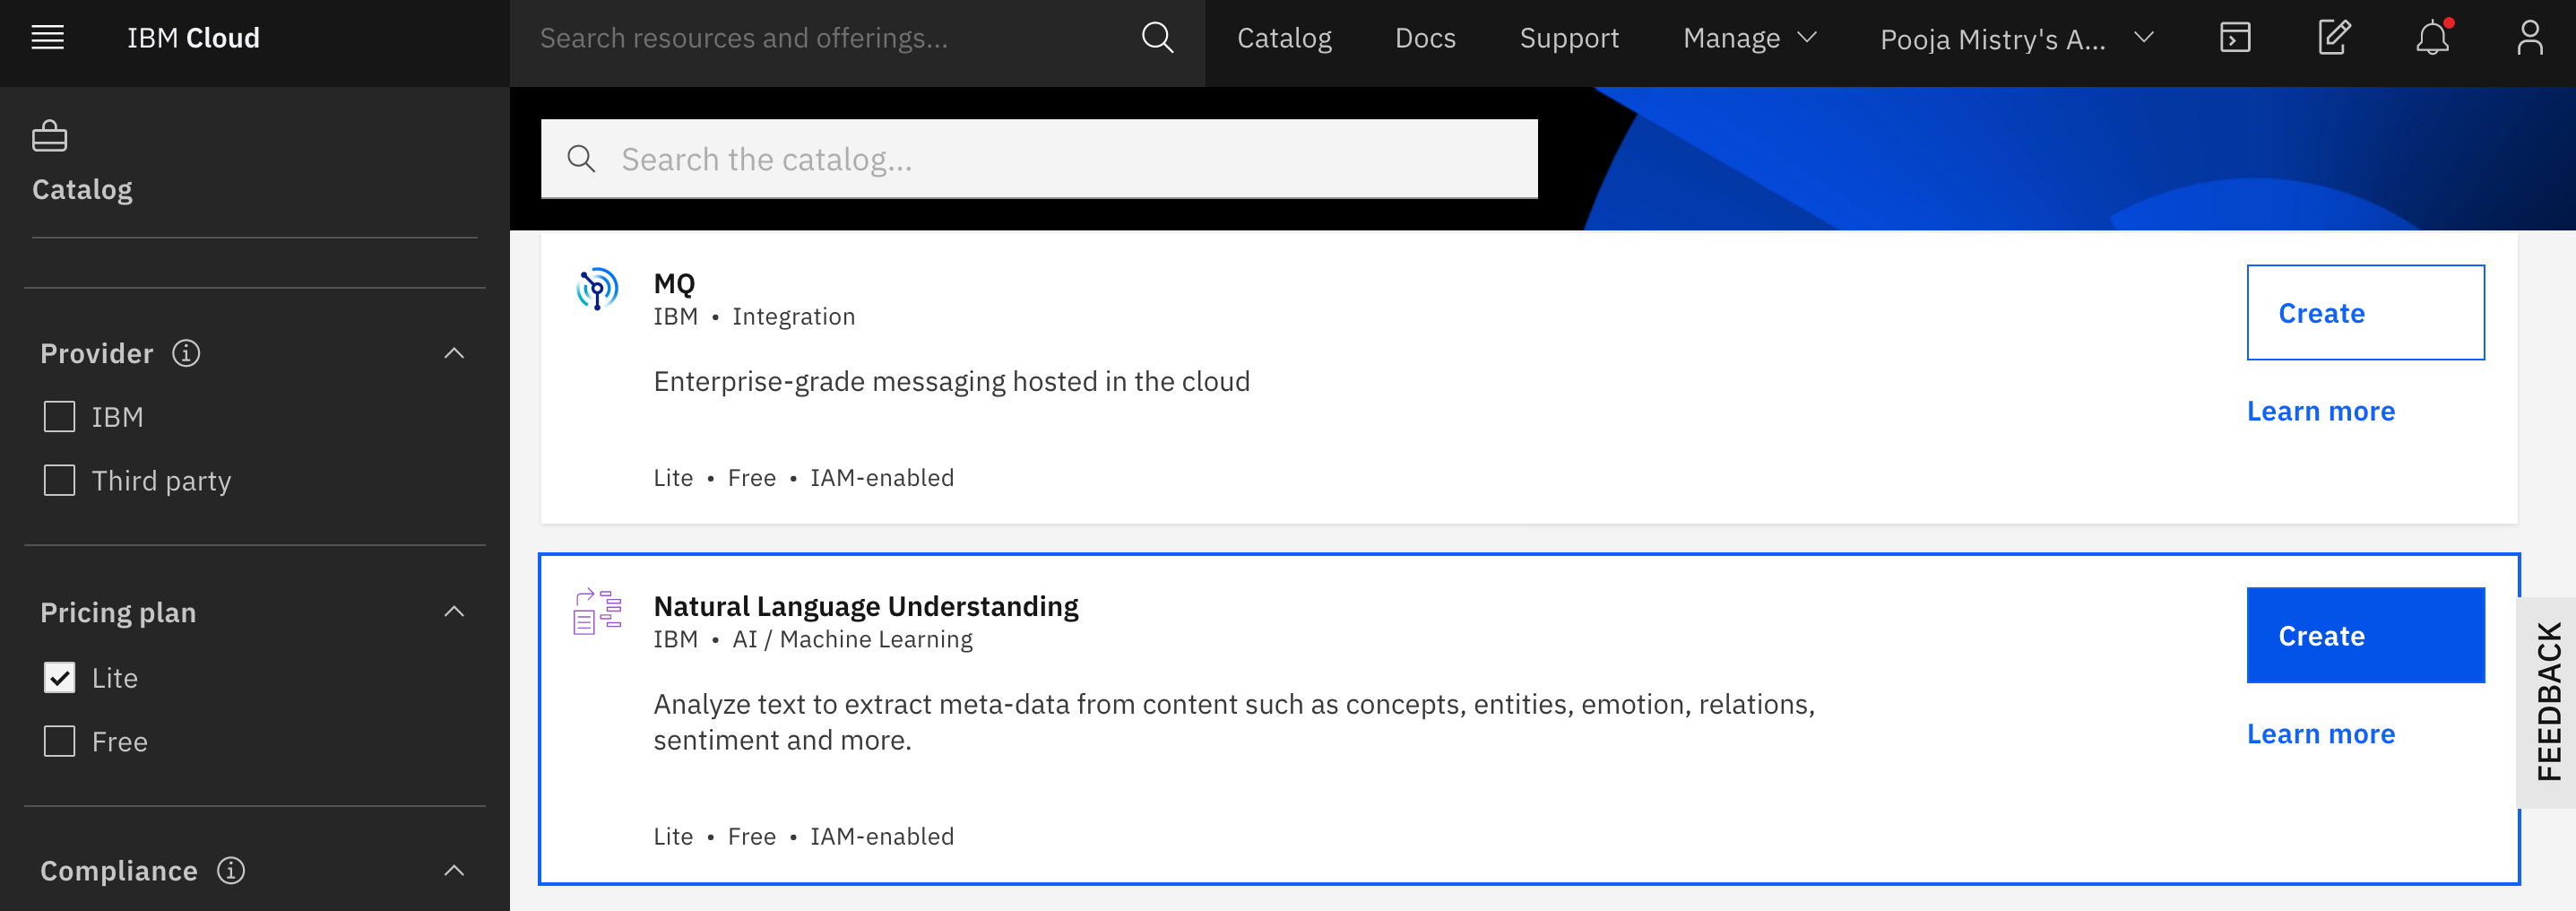 IBM Cloud
Search resources and offerings...
Catalog
Docs
Support
Manage
Pooja Mistry's A...
Catalog
Provider
IBM
Third party
Pricing plan
Lite
Free
Compliance
Search the catalog...
MQ
IBM • Integration
Enterprise-grade messaging hosted in the cloud
Lite • Free • IAM-enabled
Create
Learn more
Natural Language Understanding
IBM • AI / Machine Learning
Analyze text to extract meta-data from content such as concepts, entities, emotion, relations,
sentiment and more.
Lite • Free • IAM-enabled
Create
Learn more
FEEDBACK